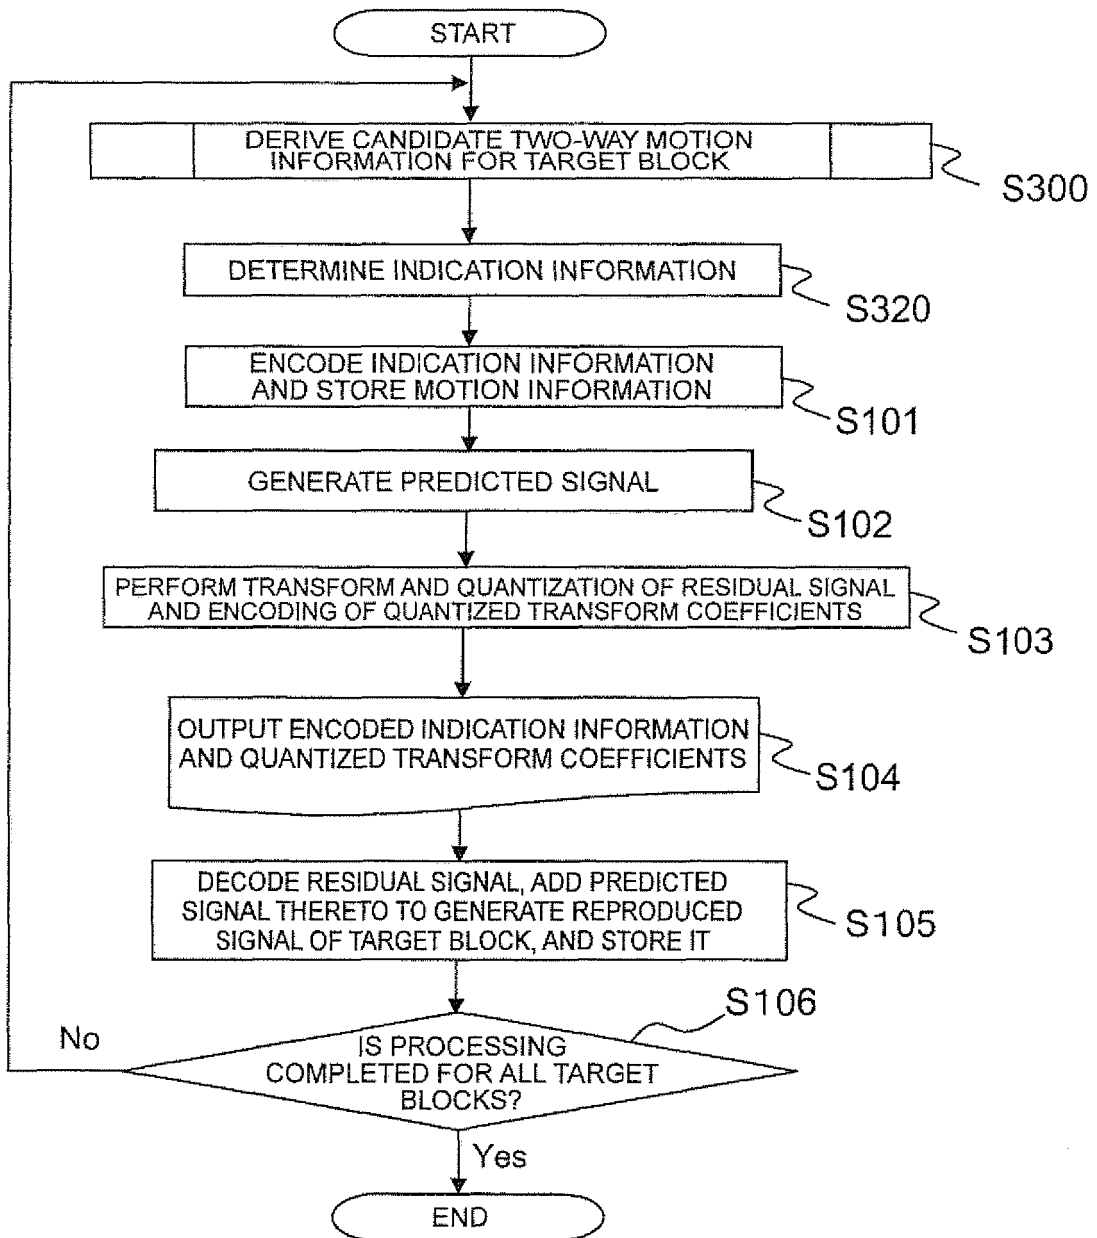 START
DERIVE CANDIDATE TWO-WAY MOTION
INFORMATION FOR TARGET BLOCK
S300
DETERMINE INDICATION INFORMATION
S320
ENCODE INDICATION INFORMATION
AND STORE MOTION INFORMATION
S101
GENERATE PREDICTED SIGNAL
S102
PERFORM TRANSFORM AND QUANTIZATION OF RESIDUAL SIGNAL
AND ENCODING OF QUANTIZED TRANSFORM COEFFICIENTS
S103
OUTPUT ENCODED INDICATION INFORMATION
AND QUANTIZED TRANSFORM COEFFICIENTS
S104
DECODE RESIDUAL SIGNAL, ADD PREDICTED
SIGNAL THERETO TO GENERATE REPRODUCED
SIGNAL OF TARGET BLOCK, AND STORE IT
S105
S106
No
IS PROCESSING
COMPLETED FOR ALL TARGET
BLOCKS?
Yes
END